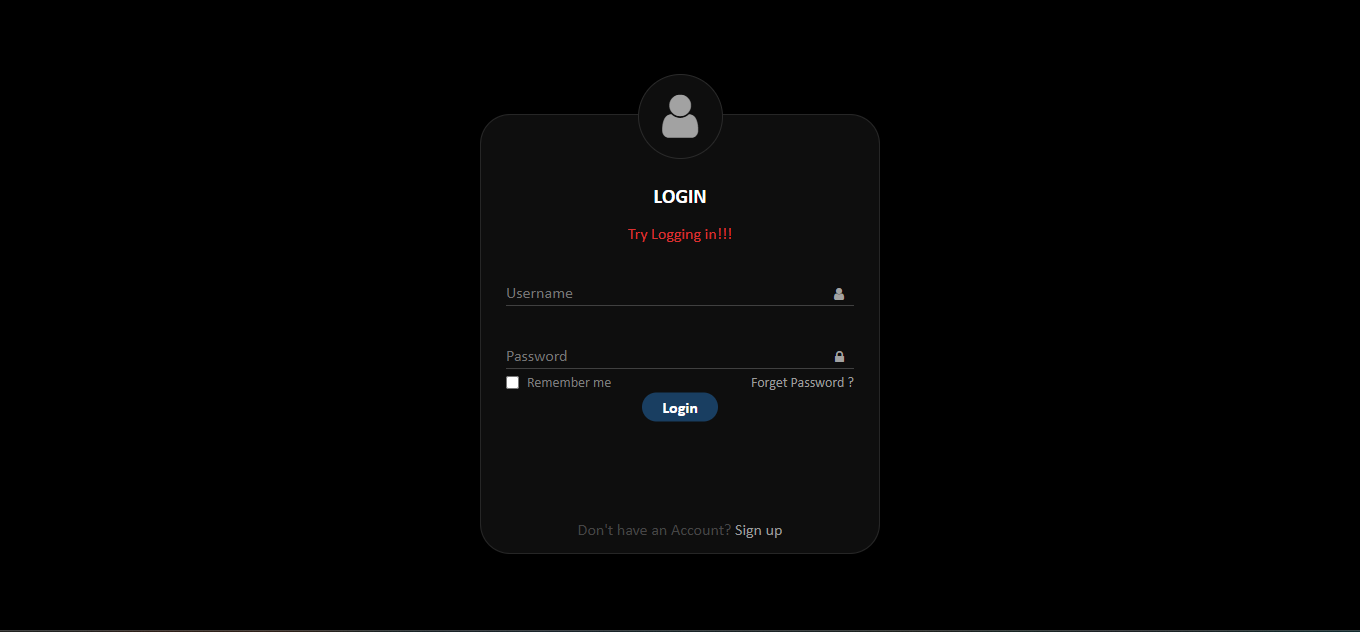 LOGIN
Try Logging in!!!
Username
Password
Remember me Forget Password ?
Login
Don't have an Account? Sign up